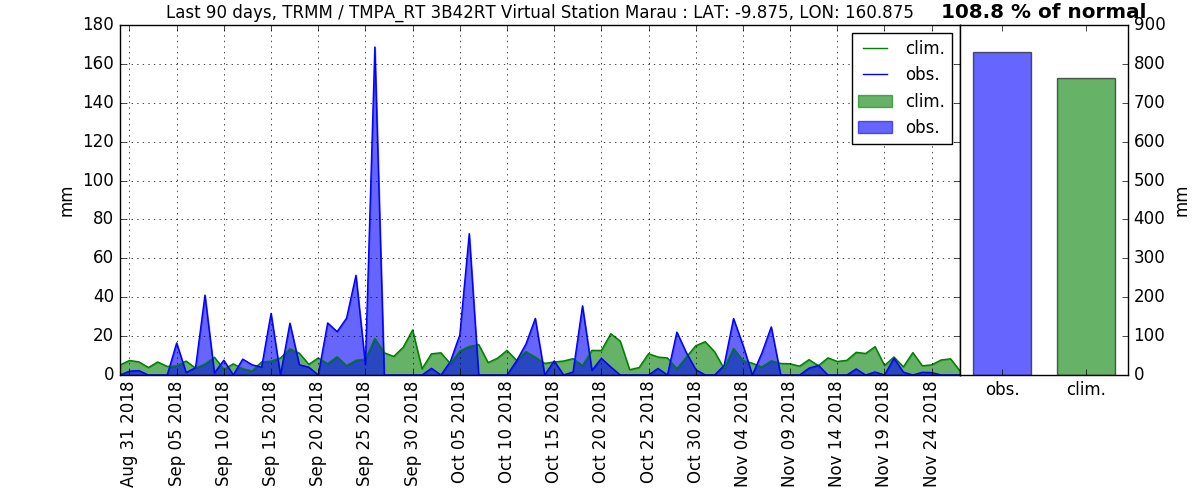 Last 90 days, TRMM / TMPA_RT 3B42RT Virtual Station Marau : LAT: -9.875, LON: 160.875
108.8 % of normal
180
160
140
120
100
80
60
40
20
0
mm
clim.
obs.
clim.
obs.
900
800
700
600
500
400
300
200
100
0
mm
Aug 31 2018
Sep 05 2018
Sep 10 2018
Sep 15 2018
Sep 20 2018
Sep 25 2018
Sep 30 2018
Oct 05 2018
Oct 10 2018
Oct 15 2018
Oct 20 2018
Oct 25 2018
Oct 30 2018
Nov 04 2018
Nov 09 2018
Nov 14 2018
Nov 19 2018
Nov 24 2018
obs.
clim.